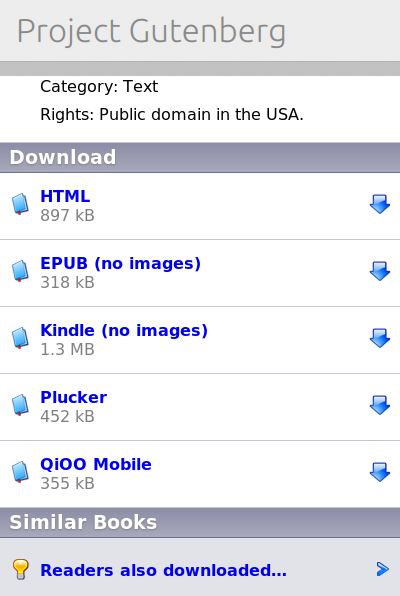 Project Gutenberg
Category: Text
Rights: Public domain in the USA.
Download
HTML
897 kB
EPUB (no images)
318 kB
Kindle (no images)
1.3 MB
Plucker
452 kB
QiOO Mobile
355 kB
Similar Books
Readers also downloaded…